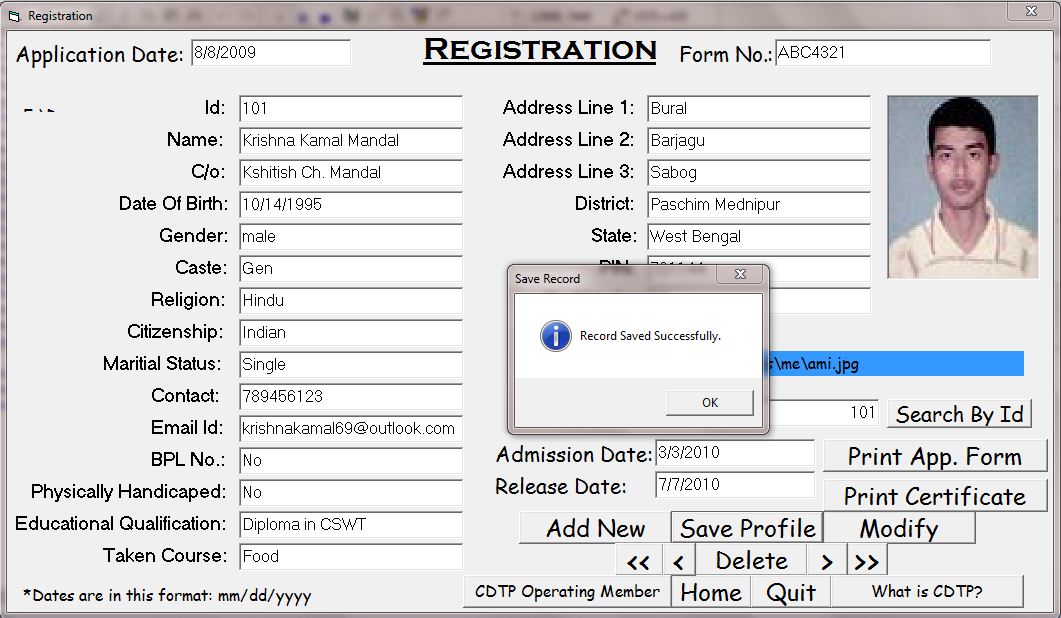 Registration
Application Date: 8/8/2009
REGISTRATION
Form No.: ABC4321
Id: 101
Name: Krishna Kamal Mandal
C/o: Kshitish Ch. Mandal
Date Of Birth: 10/14/1995
Gender: male
Caste: Gen
Religion: Hindu
Citizenship: Indian
Maritial Status: Single
Contact: 789456123
Email Id: krishnakamal69@outlook.com
BPL No.: No
Physically Handicaped: No
Educational Qualification: Diploma in CSWT
Taken Course: Food
*Dates are in this format: mm/dd/yyyy
Address Line 1: Bural
Address Line 2: Barjagu
Address Line 3: Sabog
District: Paschim Mednipur
State: West Bengal
Save Record
Record Saved Successfully.
OK
\me\ami.jpg
101 Search By Id
Admission Date: 3/3/2010
Print App. Form
Release Date: 7/7/2010
Print Certificate
Add New Save Profile Modify
<< < Delete > >>
CDTP Operating Member Home Quit What is CDTP?